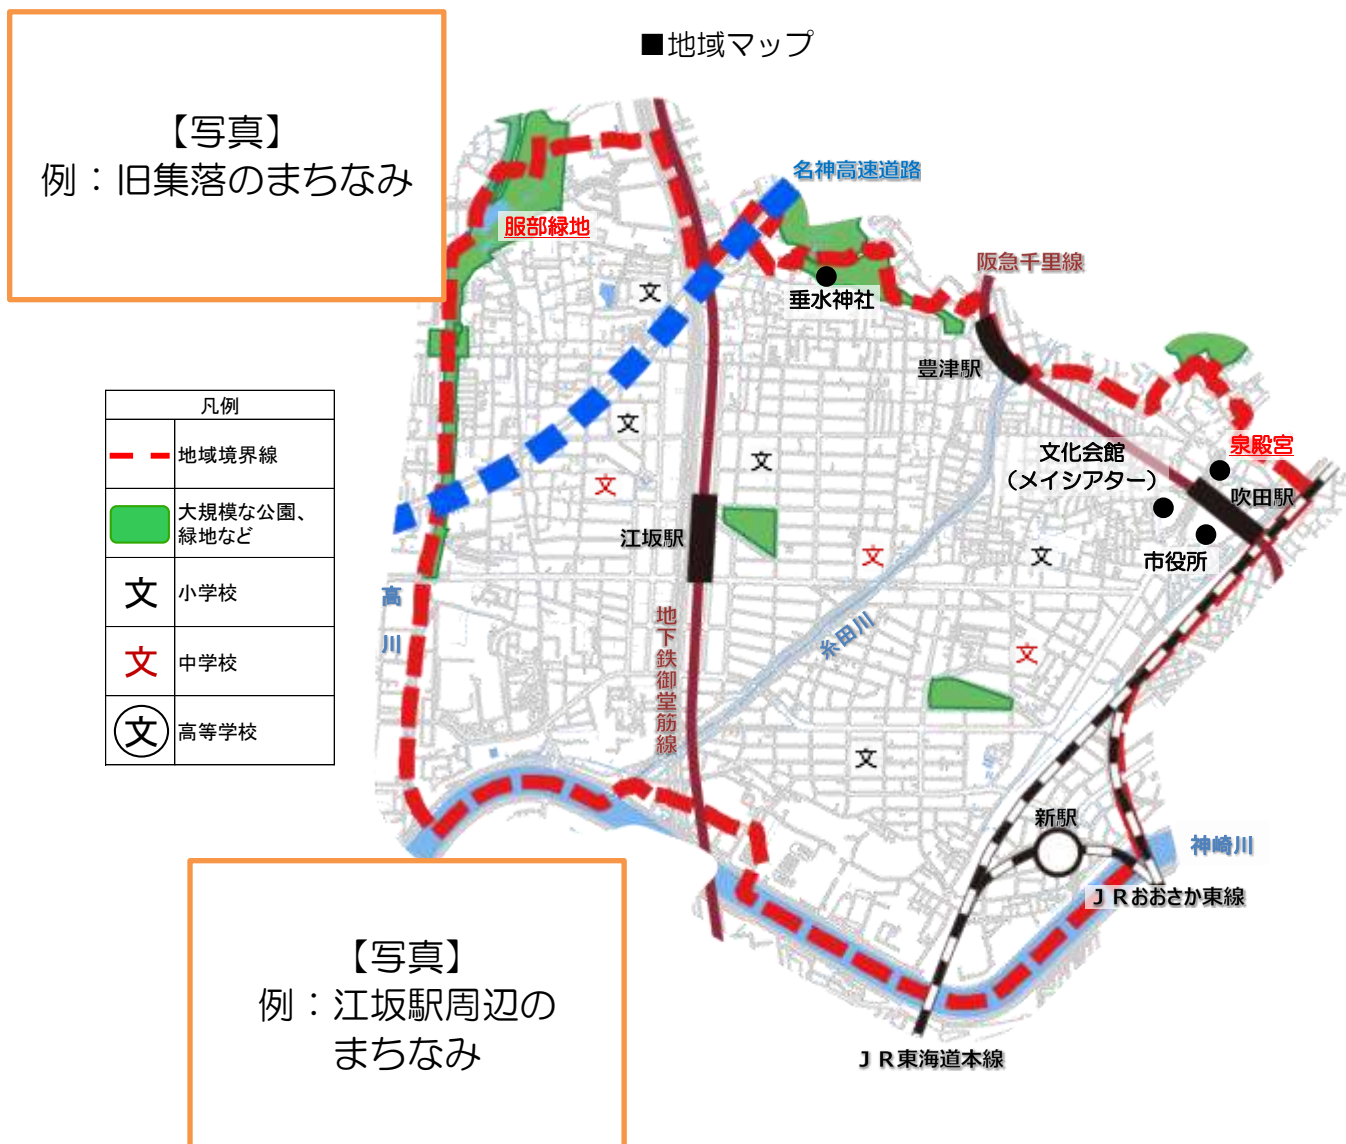 ■地域マップ
【写真】
例：旧集落のまちなみ
名神高速道路
服部緑地
阪急千里線
文
垂水神社
豊津駅
凡例
地域境界線
大規模な公園、
緑地など
文 小学校
文 中学校
文 高等学校
文
文
文
文化会館
（メイシアター）
泉殿宮
吹田駅
江坂駅
文
文
市役所
高川
地下鉄御堂筋線
糸田川
文
文
新駅
神崎川
ＪＲおおさか東線
ＪＲ東海道本線
【写真】
例：江坂駅周辺の
まちなみ